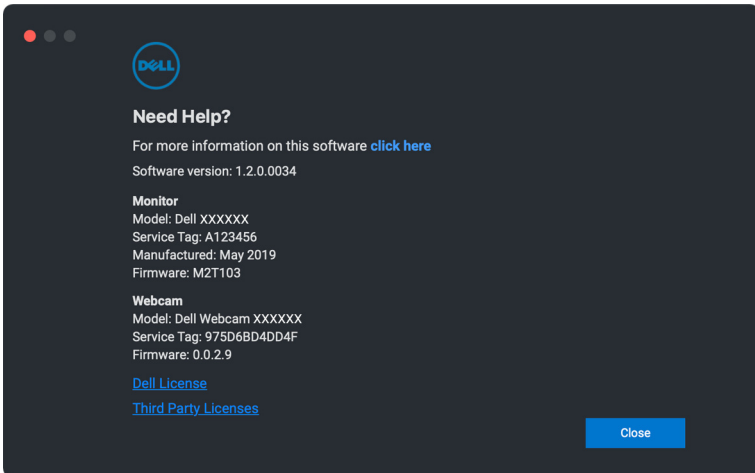 DELL
Need Help?
For more information on this software click here
Software version: 1.2.0.0034
Monitor
Model: Dell XXXXXX
Service Tag: A123456
Manufactured: May 2019
Firmware: M2T103
Webcam
Model: Dell Webcam XXXXXX
Service Tag: 975D6BD4DD4F
Firmware: 0.0.2.9
Dell License
Third Party Licenses
Close